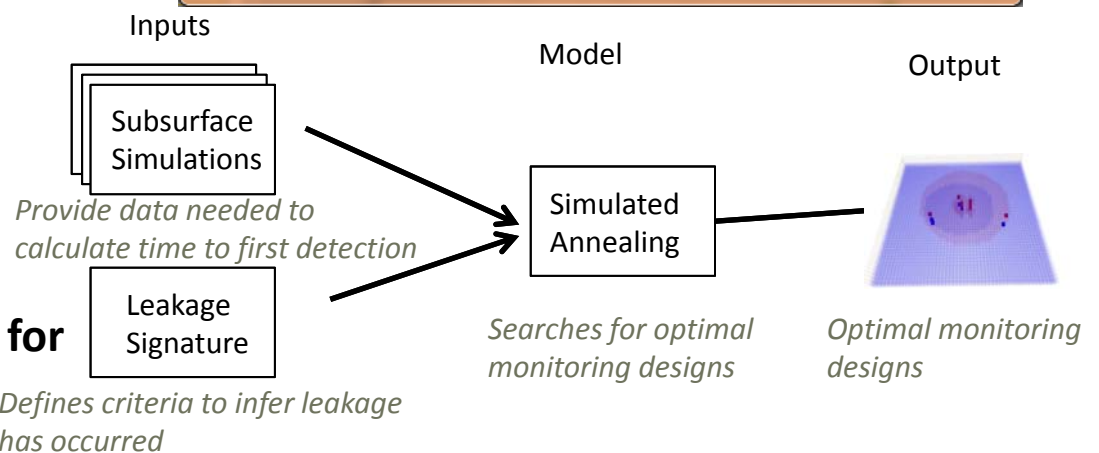 Inputs
Model
Output
Subsurface
Simulations
Provide data needed to
calculate time to first detection
Simulated
Annealing
Leakage
Signature
for
Defines criteria to infer leakage
has occurred
Searches for optimal
monitoring designs
Optimal monitoring
designs